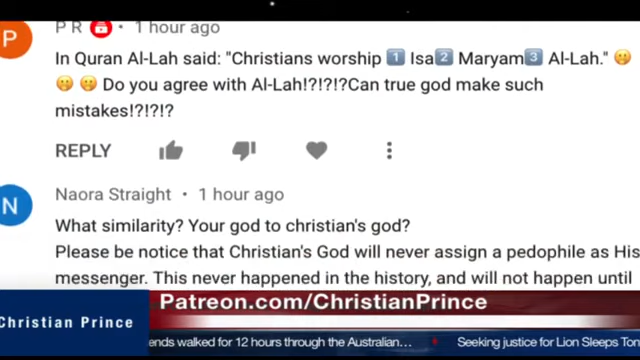 P R • 1 hour ago
P
In Quran Al-Lah said: "Christians worship 1 Isa 2 Maryam 3 Al-Lah."
Do you agree with Al-Lah!?!?!?Can true god make such
mistakes!?!?!?
REPLY
Naora Straight • 1 hour ago
N
What similarity? Your god to christian's god?
Please be notice that Christian's God will never assign a pedophile as His
messenger. This never happened in the history, and will not happen until
Patreon.com/ChristianPrince
Christian Prince
ends walked for 12 hours through the Australian...
Seeking justice for Lion Sleeps Ton